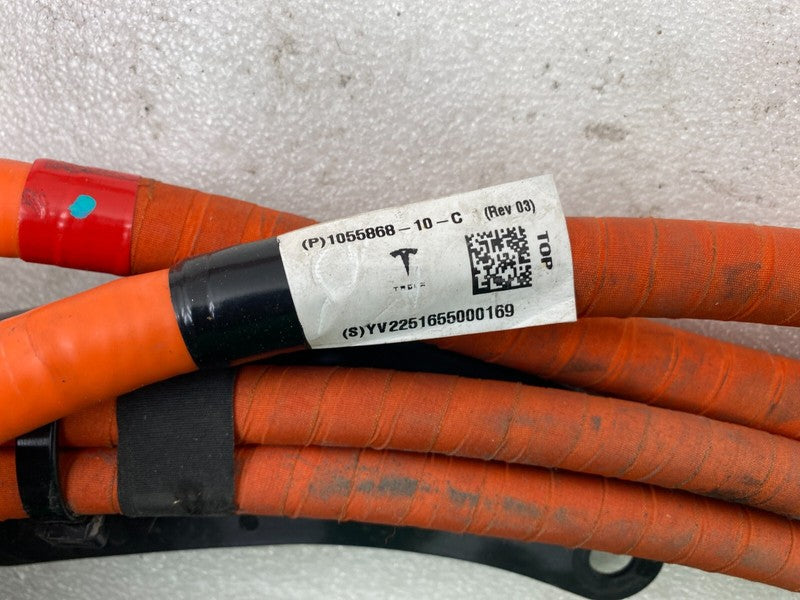 (P)1055868-10-C (Rev 03)
TOP
TESLA
(S)YV2251655000169